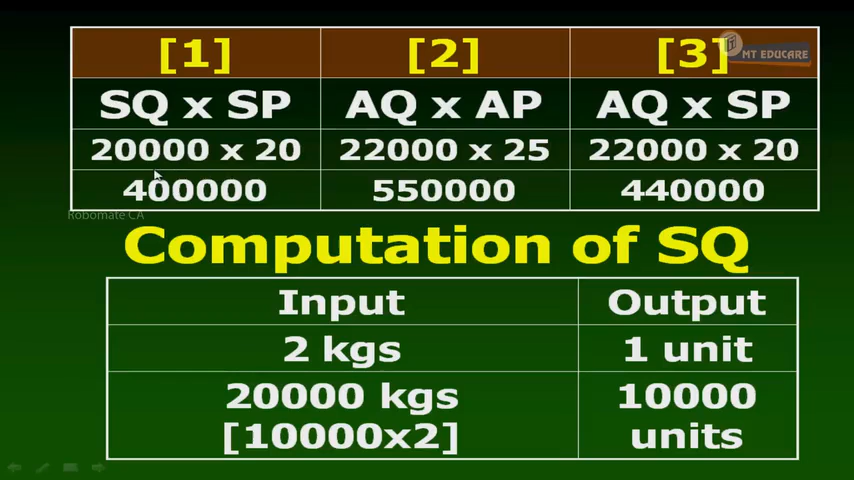 [1] [2] [3]
MT EDUCARE
SQ x SP AQ x AP AQ x SP
20000 x 20 22000 x 25 22000 x 20
400000 550000 440000
Robomate CA
Computation of SQ
Input Output
2 kgs 1 unit
20000 kgs 10000
[10000x2] units